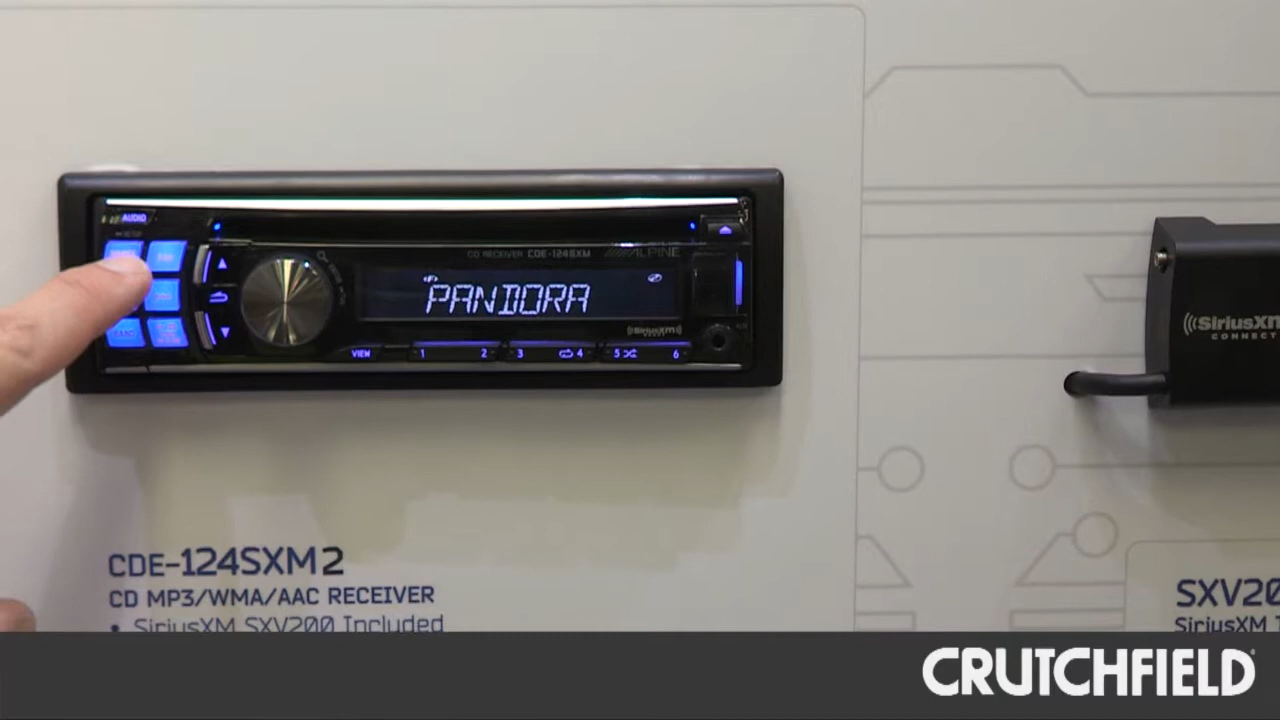 AUDIO
CD RECEIVER CDE-124SXM ALPINE
PANDORA
((SiriusXM))
VIEW 1 2 3 4 5 6
((SiriusXM
CONNECT
CDE-124SXM2
CD MP3/WMA/AAC RECEIVER
• SiriusXM SXV200 Included
SXV20
SiriusXM
CRUTCHFIELD